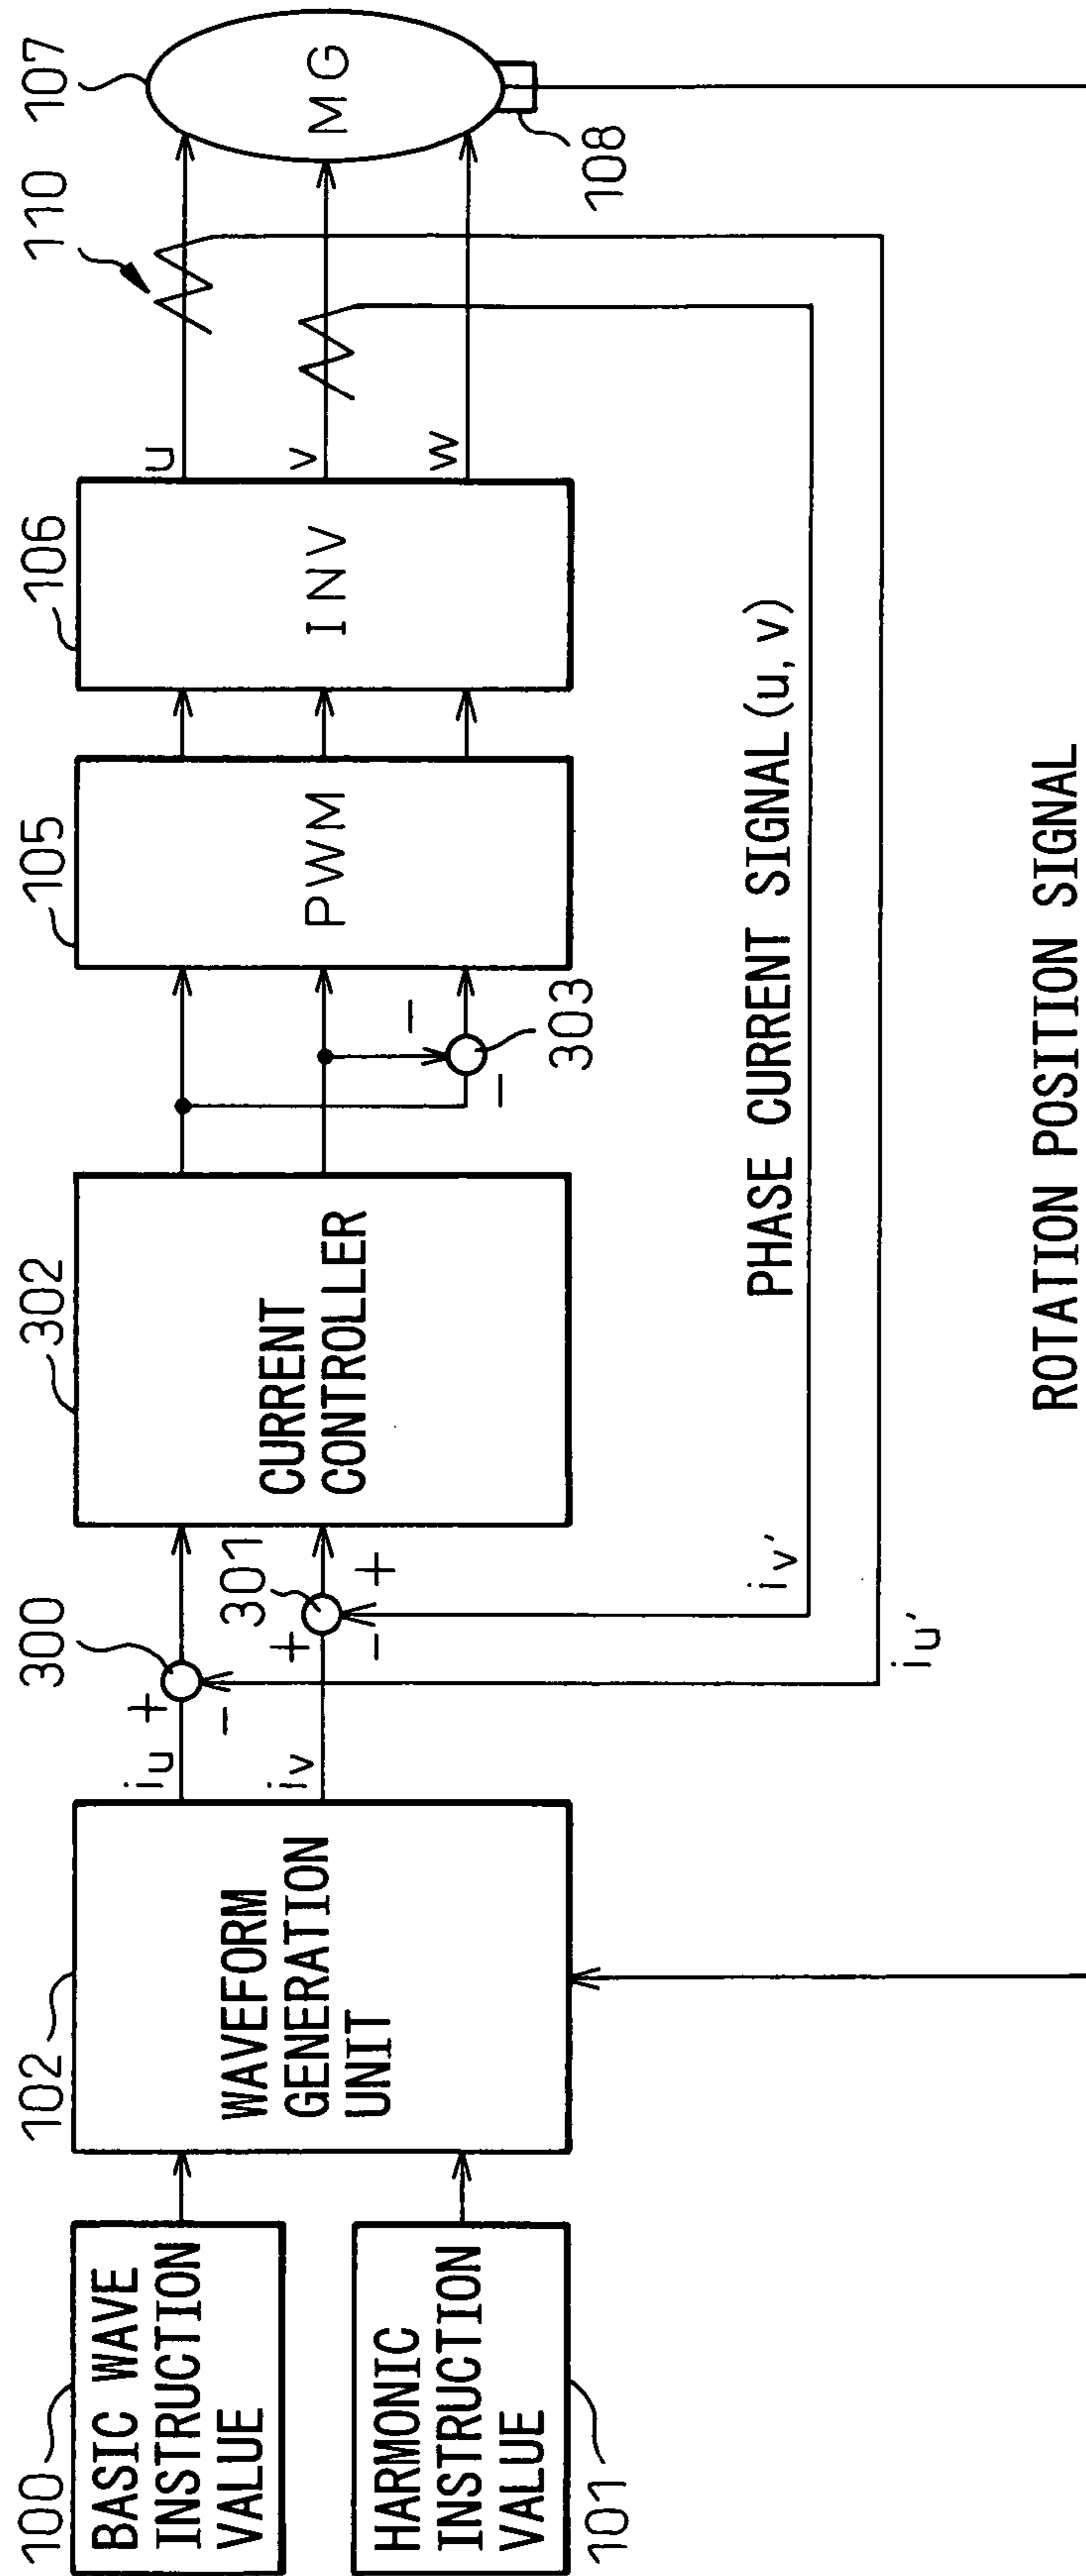 100
BASIC WAVE
INSTRUCTION
VALUE
HARMONIC
INSTRUCTION
VALUE
101
102
WAVEFORM
GENERATION
UNIT
iu
iv
+
-
300
+
-
+
301
302
CURRENT
CONTROLLER
-
-
303
105
PWM
106
INV
u
v
w
110
107
MG
108
iv'
iu'
PHASE CURRENT SIGNAL (u, v)
ROTATION POSITION SIGNAL